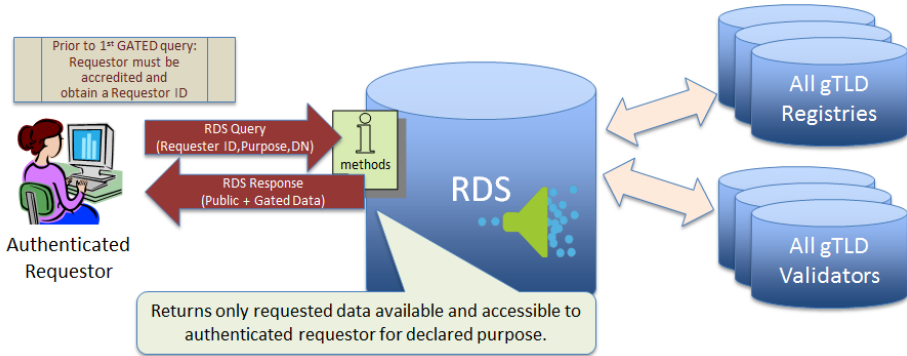 Prior to 1st GATED query:
Requestor must be
accredited and
obtain a Requestor ID
RDS Query
(Requester ID,Purpose,DN)
RDS Response
(Public + Gated Data)
i
methods
RDS
Authenticated
Requestor
All gTLD
Registries
All gTLD
Validators
Returns only requested data available and accessible to
authenticated requestor for declared purpose.